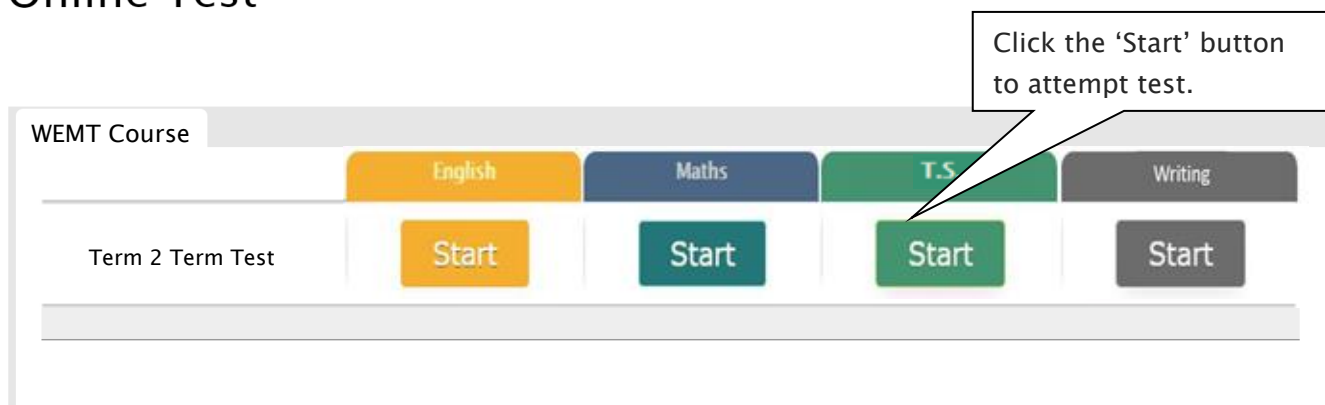 Online Test
Click the ‘Start’ button
to attempt test.
WEMT Course
English Maths T.S. Writing
Term 2 Term Test Start Start Start Start